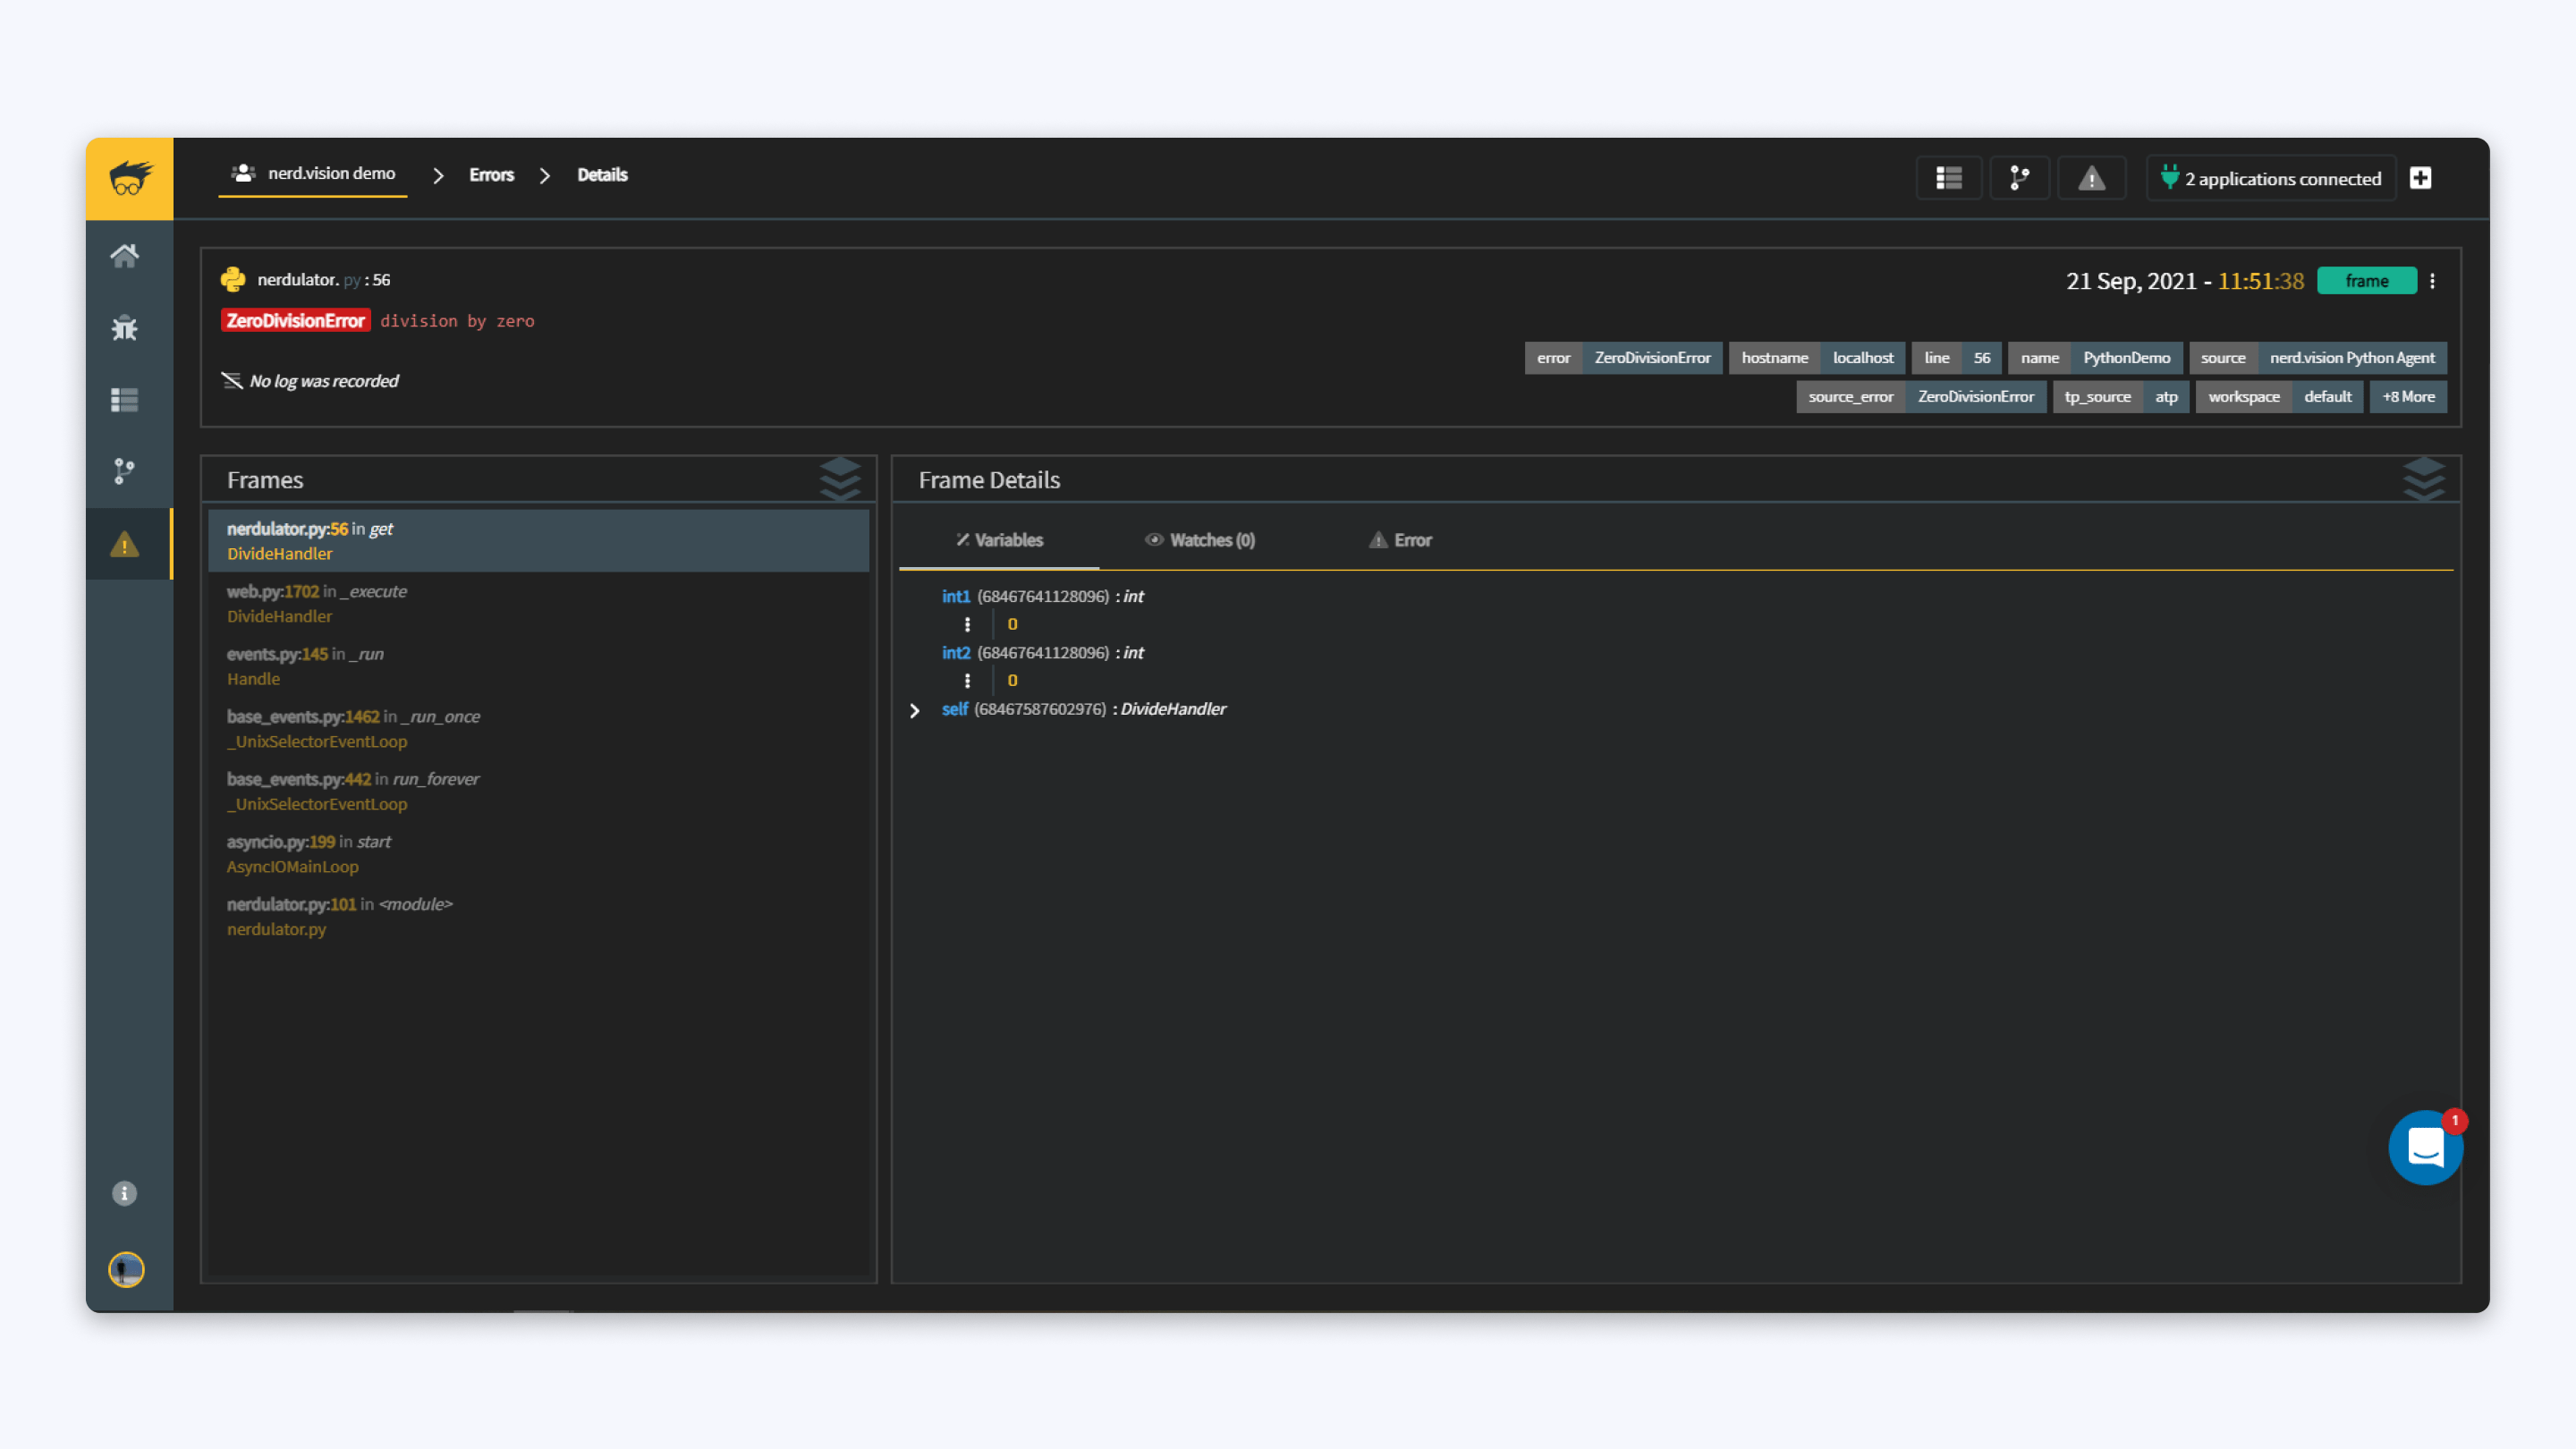 nerd.vision demo > Errors > Details
2 applications connected
nerdulator. py : 56
21 Sep, 2021 - 11:51:38 frame
ZeroDivisionError division by zero
error ZeroDivisionError hostname localhost line 56 name PythonDemo source nerd.vision Python Agent
No log was recorded
source_error ZeroDivisionError tp_source atp workspace default +8 More
Frames
nerdulator.py:56 in get
DivideHandler
web.py:1702 in _execute
DivideHandler
events.py:145 in _run
Handle
base_events.py:1462 in _run_once
_UnixSelectorEventLoop
base_events.py:442 in run_forever
_UnixSelectorEventLoop
asyncio.py:199 in start
AsyncIOMainLoop
nerdulator.py:101 in <module>
nerdulator.py
Frame Details
Variables Watches (0) Error
int1 (68467641128096) : int
0
int2 (68467641128096) : int
0
self (68467587602976) : DivideHandler
1